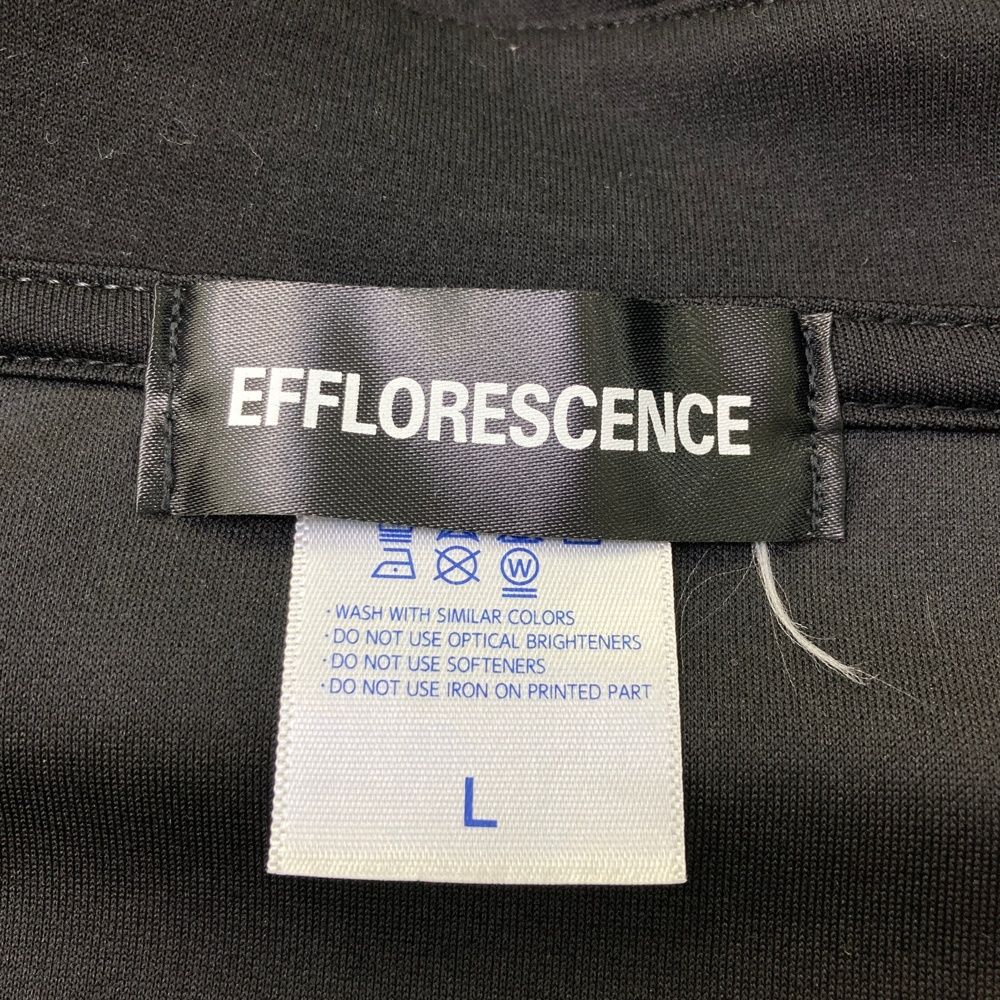 EFFLORESCENCE
W
·WASH WITH SIMILAR COLORS
·DO NOT USE OPTICAL BRIGHTENERS
·DO NOT USE SOFTENERS
·DO NOT USE IRON ON PRINTED PART
L